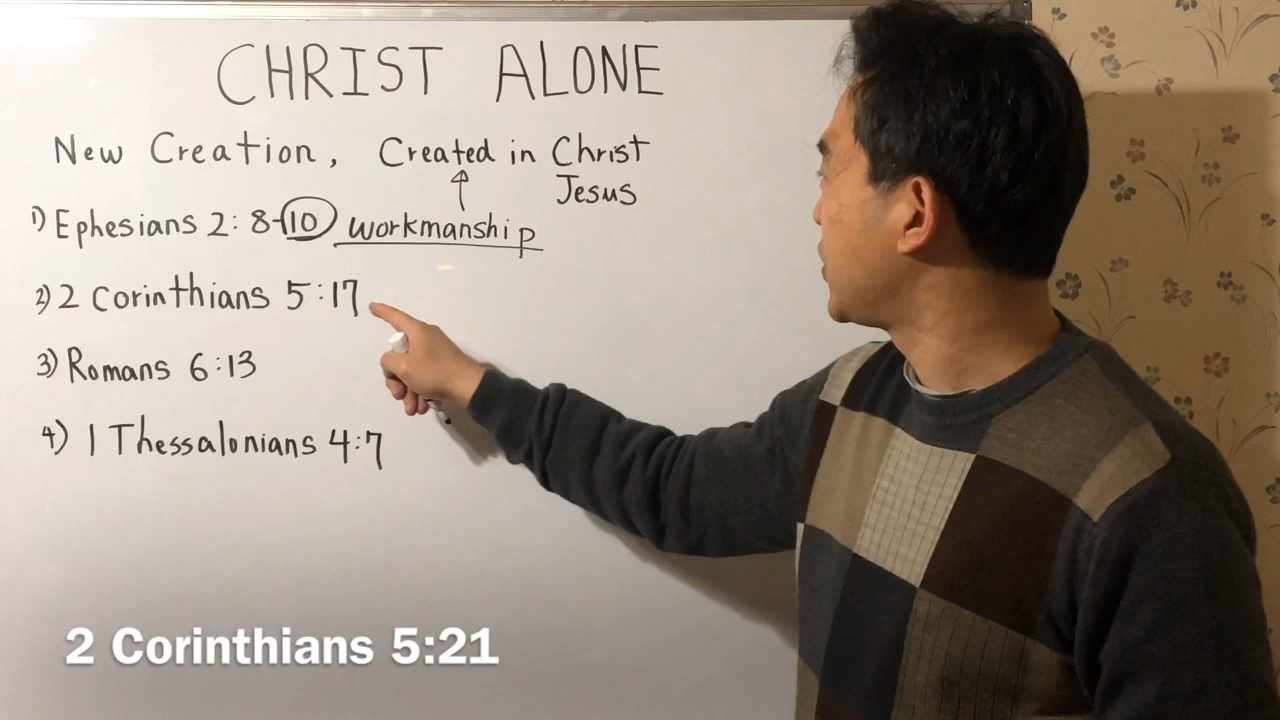 CHRIST ALONE
New Creation, Created in Christ
Jesus
1) Ephesians 2:8-10 workmanship
2) 2 Corinthians 5:17
3) Romans 6:13
4) 1 Thessalonians 4:7
2 Corinthians 5:21